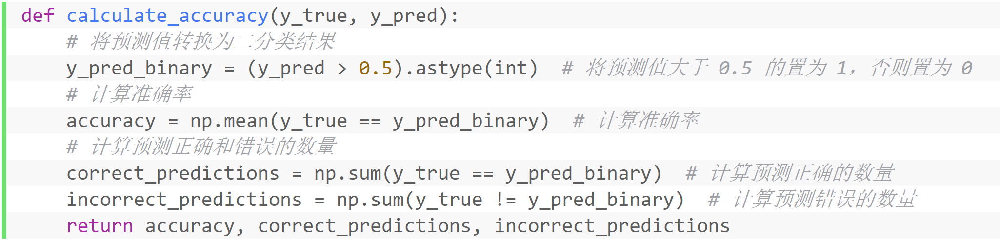 def calculate_accuracy(y_true, y_pred):
    # 将预测值转换为二分类结果
    y_pred_binary = (y_pred > 0.5).astype(int)  # 将预测值大于 0.5 的置为 1，否则置为 0
    # 计算准确率
    accuracy = np.mean(y_true == y_pred_binary)  # 计算准确率
    # 计算预测正确和错误的数量
    correct_predictions = np.sum(y_true == y_pred_binary)  # 计算预测正确的数量
    incorrect_predictions = np.sum(y_true != y_pred_binary)  # 计算预测错误的数量
    return accuracy, correct_predictions, incorrect_predictions